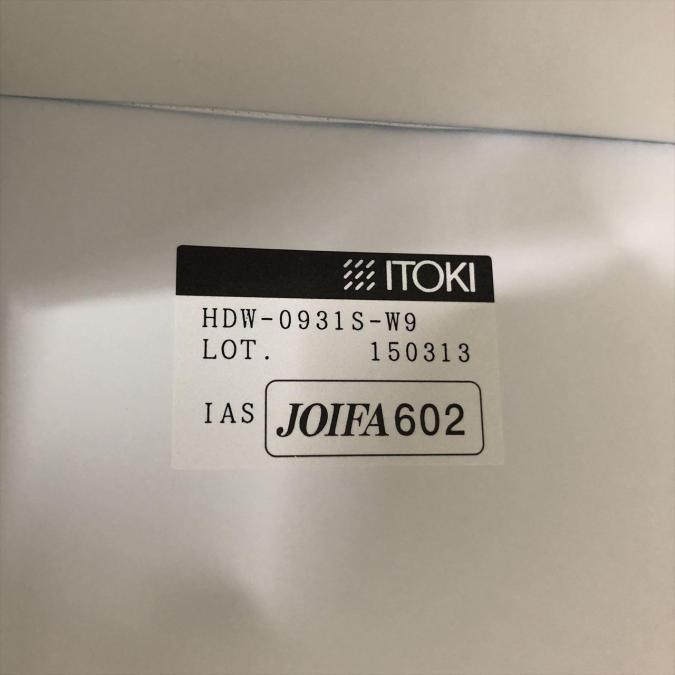 ITOKI
HDW-0931S-W9
LOT. 150313
IAS JOIFA602